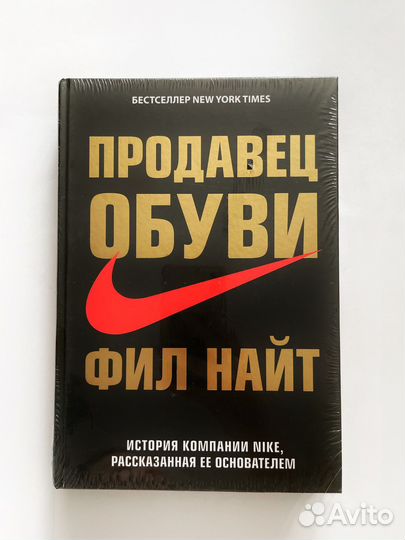 БЕСТСЕЛЛЕР NEW YORK TIMES
ПРОДАВЕЦ
ОБУВИ
ФИЛ НАЙТ
ИСТОРИЯ КОМПАНИИ NIKE,
РАССКАЗАННАЯ ЕЕ ОСНОВАТЕЛЕМ
Avito